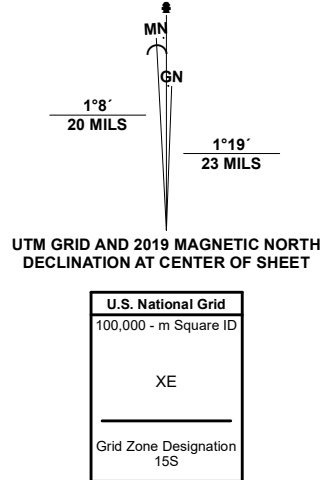 MN
GN
1°8´
20 MILS
1°19´
23 MILS
UTM GRID AND 2019 MAGNETIC NORTH
DECLINATION AT CENTER OF SHEET
U.S. National Grid
100,000 - m Square ID
XE
Grid Zone Designation
15S